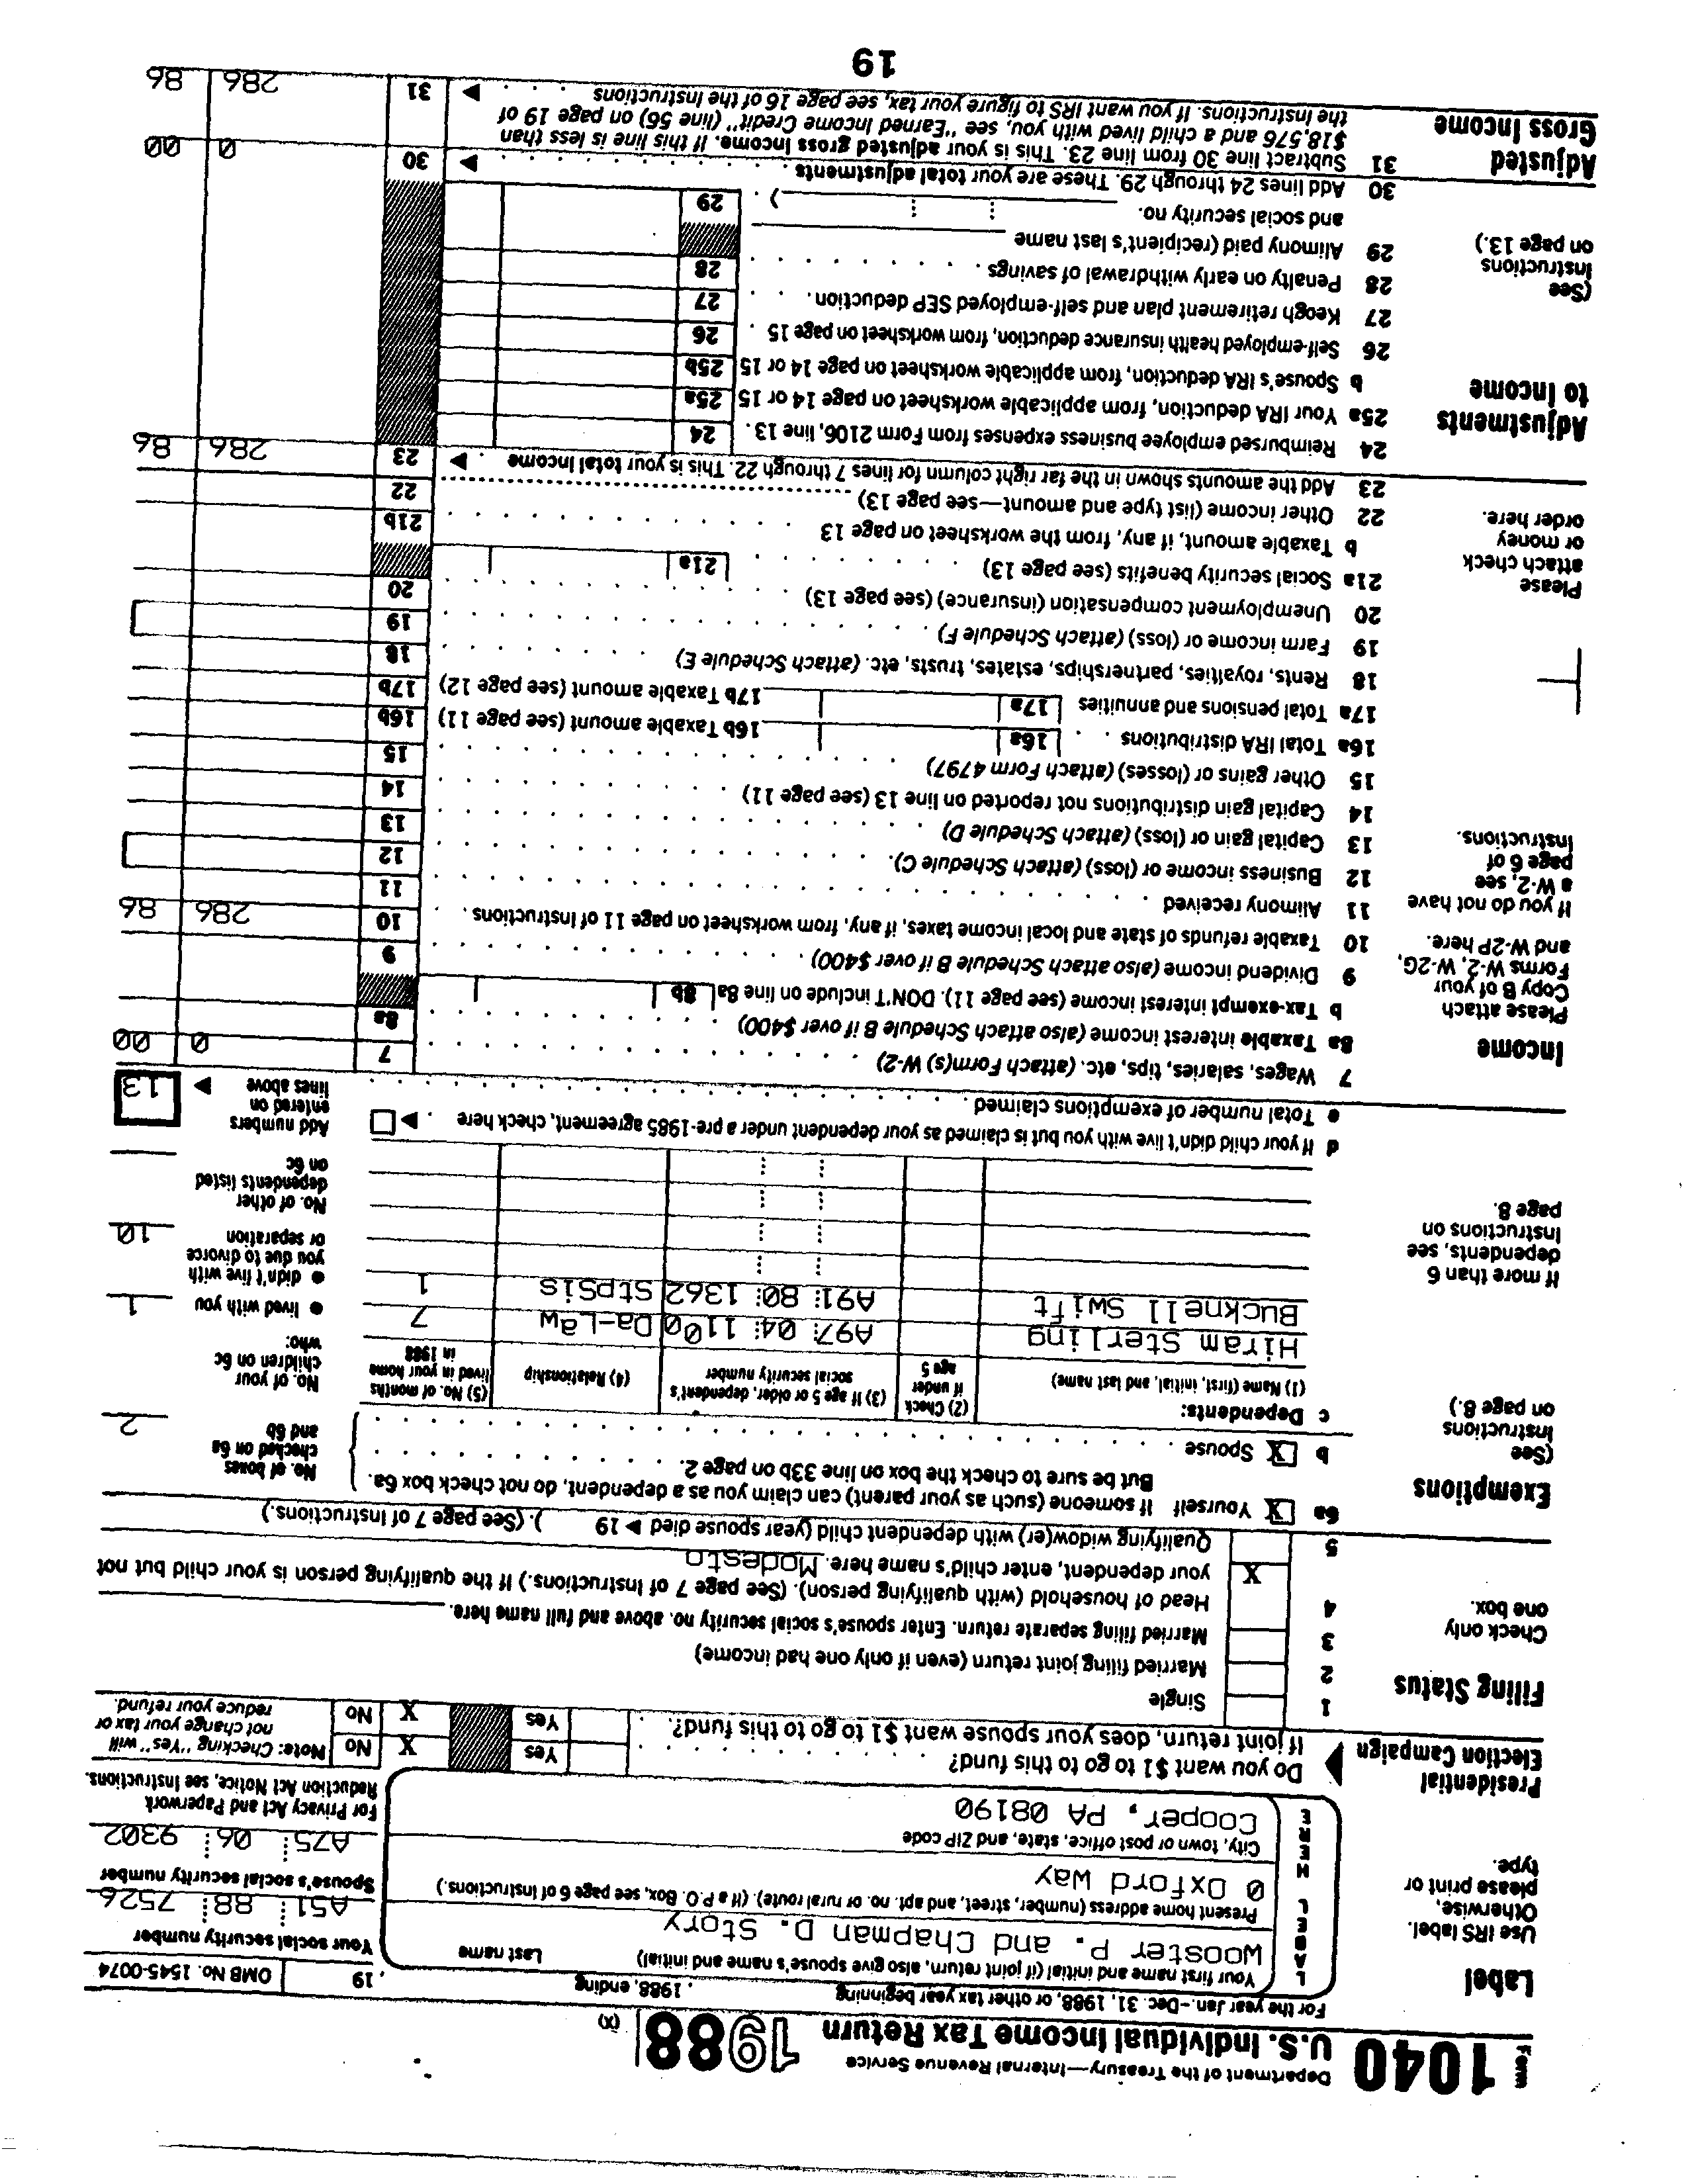 Form 1040 Department of the Treasury—Internal Revenue Service
U.S. Individual Income Tax Return 1988 (X)
For the year Jan.–Dec. 31, 1988, or other tax year beginning , 1988, ending , 19 OMB No. 1545-0074
Label
Use IRS label.
Otherwise,
please print or
type.
LABEL HERE
Your first name and initial (if joint return, also give spouse's name and initial) Last name
Wooster P. and Chapman D. Story
Your social security number
A51 88 7526
Present home address (number, street, and apt. no. or rural route). (If a P.O. Box, see page 6 of Instructions.)
0 Oxford Way
Spouse's social security number
A75 06 9302
City, town or post office, state, and ZIP code
Cooper, PA 08190
For Privacy Act and Paperwork
Reduction Act Notice, see Instructions.
Presidential
Election Campaign
Do you want $1 to go to this fund? . . . . . . . . Yes X No
If joint return, does your spouse want $1 to go to this fund? . . Yes X No
Note: Checking "Yes" will
not change your tax or
reduce your refund.
Filing Status
Check only
one box.
1 Single
2 Married filing joint return (even if only one had income)
3 Married filing separate return. Enter spouse's social security no. above and full name here.
4 X Head of household (with qualifying person). (See page 7 of Instructions.) If the qualifying person is your child but not
your dependent, enter child's name here. Modesto
5 Qualifying widow(er) with dependent child (year spouse died ▶ 19 ). (See page 7 of Instructions.)
Exemptions
(See
Instructions
on page 8.)
6a X Yourself If someone (such as your parent) can claim you as a dependent, do not check box 6a.
But be sure to check the box on line 33b on page 2.
b X Spouse
No. of boxes
checked on 6a
and 6b 2
c Dependents:
(1) Name (first, initial, and last name)
(2) Check
if under
age 5
(3) If age 5 or older, dependent's
social security number
(4) Relationship
(5) No. of months
lived in your home
in 1988
Hiram Sterling A97 04 1100 Da-Law 7
Bucknell Swift A91 80 1362 StpSis 1
If more than 6
dependents, see
Instructions on
page 8.
No. of your
children on 6c
who:
● lived with you 1
● didn't live with
you due to divorce
or separation 10
No. of other
dependents listed
on 6c
d If your child didn't live with you but is claimed as your dependent under a pre-1985 agreement, check here . ▶
e Total number of exemptions claimed
Add numbers
entered on
lines above ▶ 13
Income
Please attach
Copy B of your
Forms W-2, W-2G,
and W-2P here.
If you do not have
a W-2, see
page 6 of
Instructions.
7 Wages, salaries, tips, etc. (attach Form(s) W-2) 7 0 00
8a Taxable interest income (also attach Schedule B if over $400) 8a
b Tax-exempt interest income (see page 11). DON'T include on line 8a 8b
9 Dividend income (also attach Schedule B if over $400) 9
10 Taxable refunds of state and local income taxes, if any, from worksheet on page 11 of Instructions 10 286 86
11 Alimony received 11
12 Business income or (loss) (attach Schedule C). 12
13 Capital gain or (loss) (attach Schedule D) 13
14 Capital gain distributions not reported on line 13 (see page 11) 14
15 Other gains or (losses) (attach Form 4797) 15
16a Total IRA distributions 16a 16b Taxable amount (see page 11) 16b
17a Total pensions and annuities 17a 17b Taxable amount (see page 12) 17b
18 Rents, royalties, partnerships, estates, trusts, etc. (attach Schedule E) 18
19 Farm income or (loss) (attach Schedule F) 19
20 Unemployment compensation (insurance) (see page 13) 20
21a Social security benefits (see page 13) 21a
b Taxable amount, if any, from the worksheet on page 13 21b
22 Other income (list type and amount—see page 13) 22
23 Add the amounts shown in the far right column for lines 7 through 22. This is your total income ▶ 23 286 86
Please
attach check
or money
order here.
Adjustments
to Income
(See
Instructions
on page 13.)
24 Reimbursed employee business expenses from Form 2106, line 13. 24
25a Your IRA deduction, from applicable worksheet on page 14 or 15 25a
b Spouse's IRA deduction, from applicable worksheet on page 14 or 15 25b
26 Self-employed health insurance deduction, from worksheet on page 15 26
27 Keogh retirement plan and self-employed SEP deduction 27
28 Penalty on early withdrawal of savings 28
29 Alimony paid (recipient's last name
and social security no. ) . 29
30 Add lines 24 through 29. These are your total adjustments ▶ 30 0 00
Adjusted
Gross Income
31 Subtract line 30 from line 23. This is your adjusted gross income. If this line is less than
$18,576 and a child lived with you, see "Earned Income Credit" (line 56) on page 19 of
the Instructions. If you want IRS to figure your tax, see page 16 of the Instructions ▶ 31 286 86
19